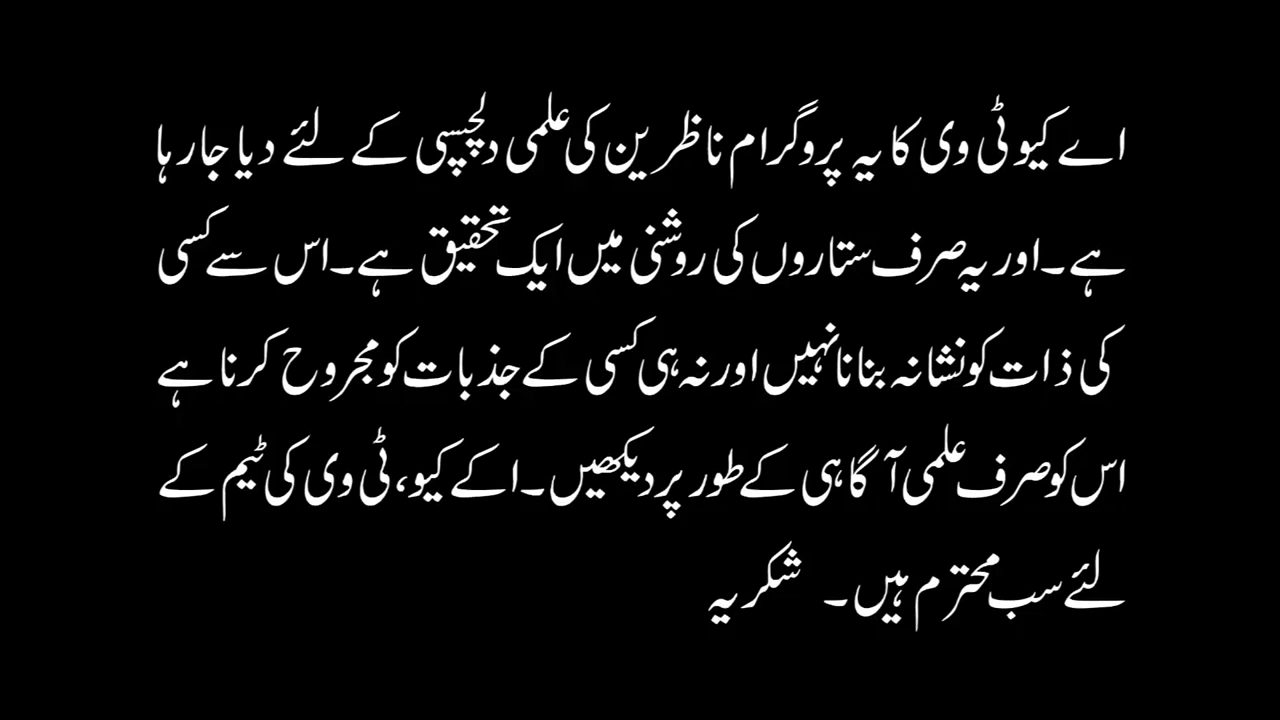 اے کیو ٹی وی کا یہ پروگرام ناظرین کی علمی دلچسپی کے لئے دیا جا رہا
ہے۔ اور یہ صرف ستاروں کی روشنی میں ایک تحقیق ہے۔ اس سے کسی
کی ذات کو نشانہ بنانا نہیں اور نہ ہی کسی کے جذبات کو مجروح کرنا ہے
اس کو صرف علمی آگاہی کے طور پر دیکھیں۔ اکے کیو، ٹی وی کی ٹیم کے
لئے سب محترم ہیں۔ شکریہ